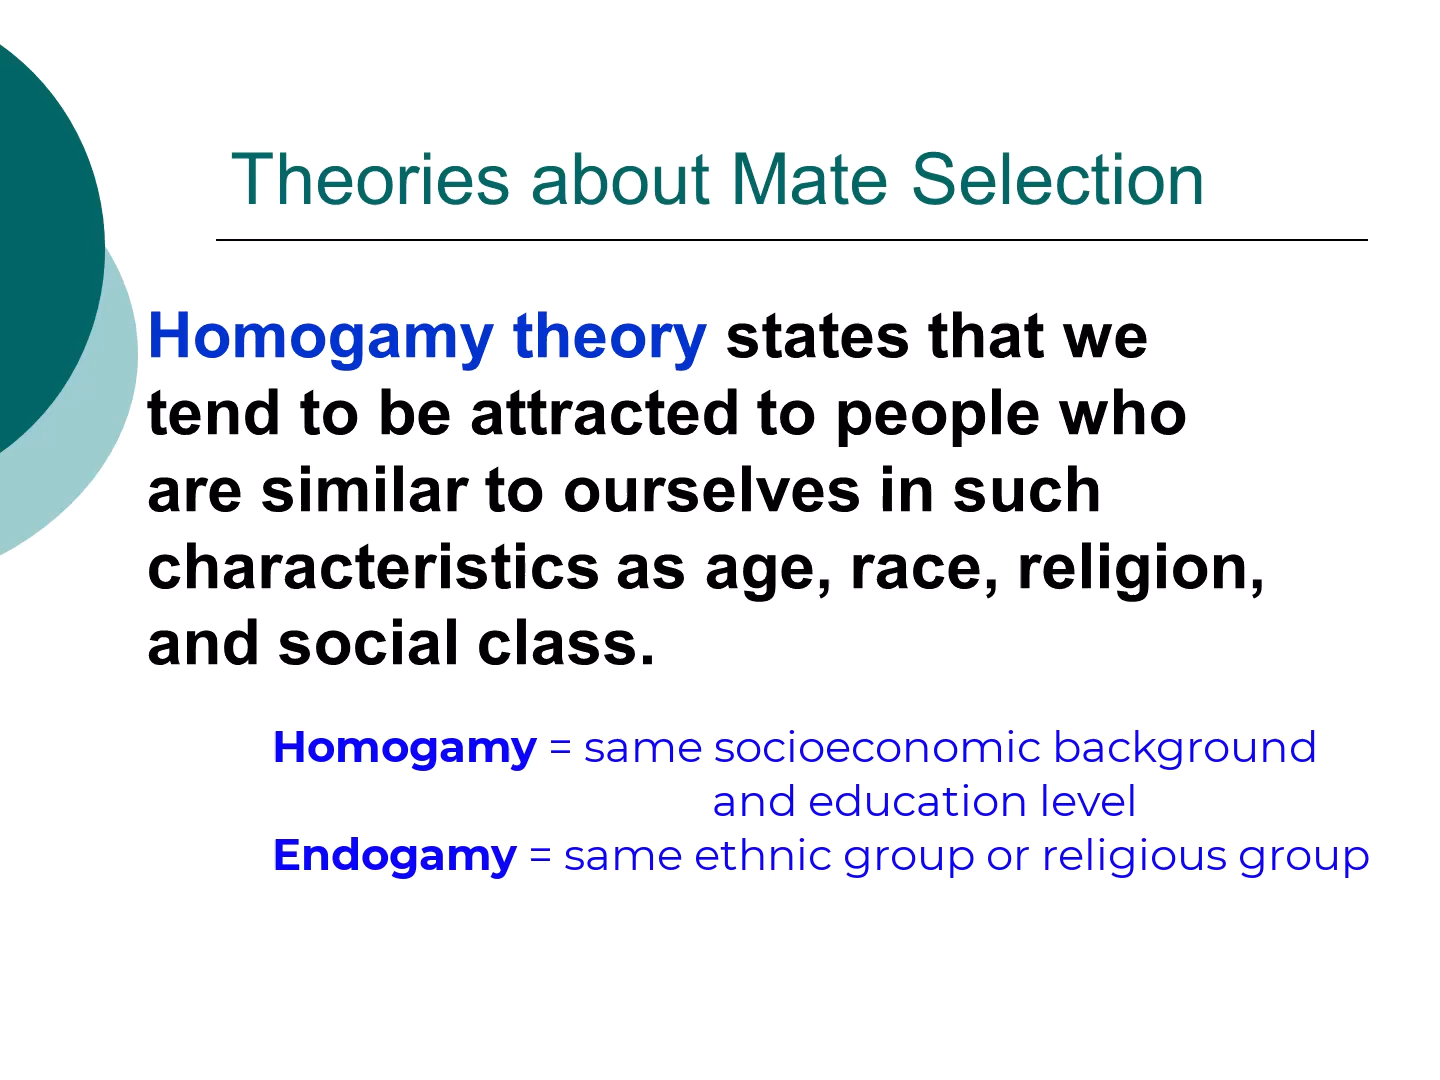 Theories about Mate Selection
Homogamy theory states that we
tend to be attracted to people who
are similar to ourselves in such
characteristics as age, race, religion,
and social class.
Homogamy = same socioeconomic background
and education level
Endogamy = same ethnic group or religious group